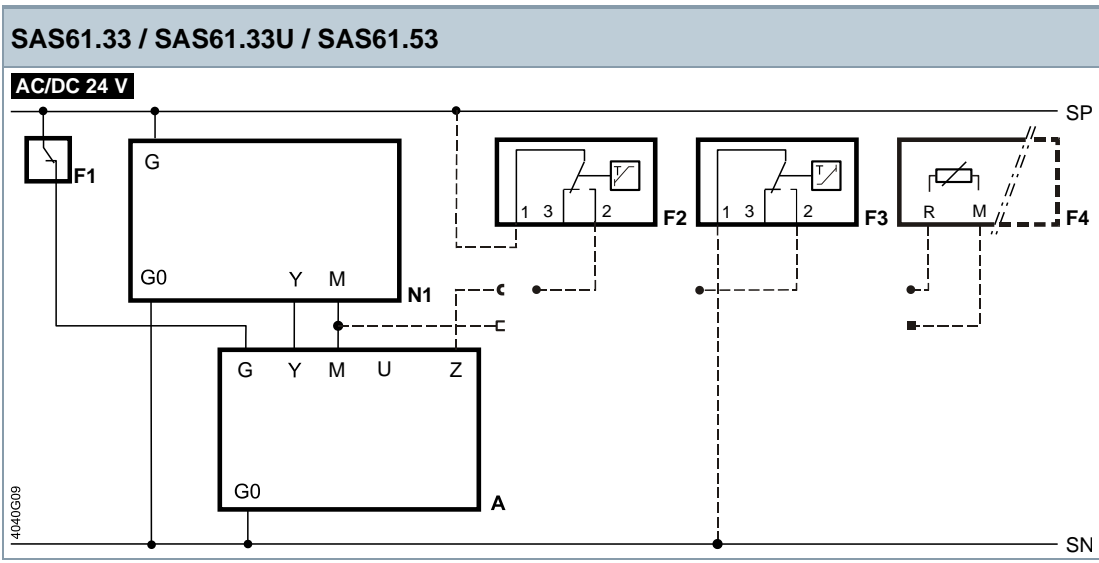 SAS61.33 / SAS61.33U / SAS61.53
AC/DC 24 V
SP
F1
G
G0 Y M
N1
1 3 2
F2
1 3 2
F3
R M
F4
T
T
G Y M U Z
G0
A
4040G09
SN